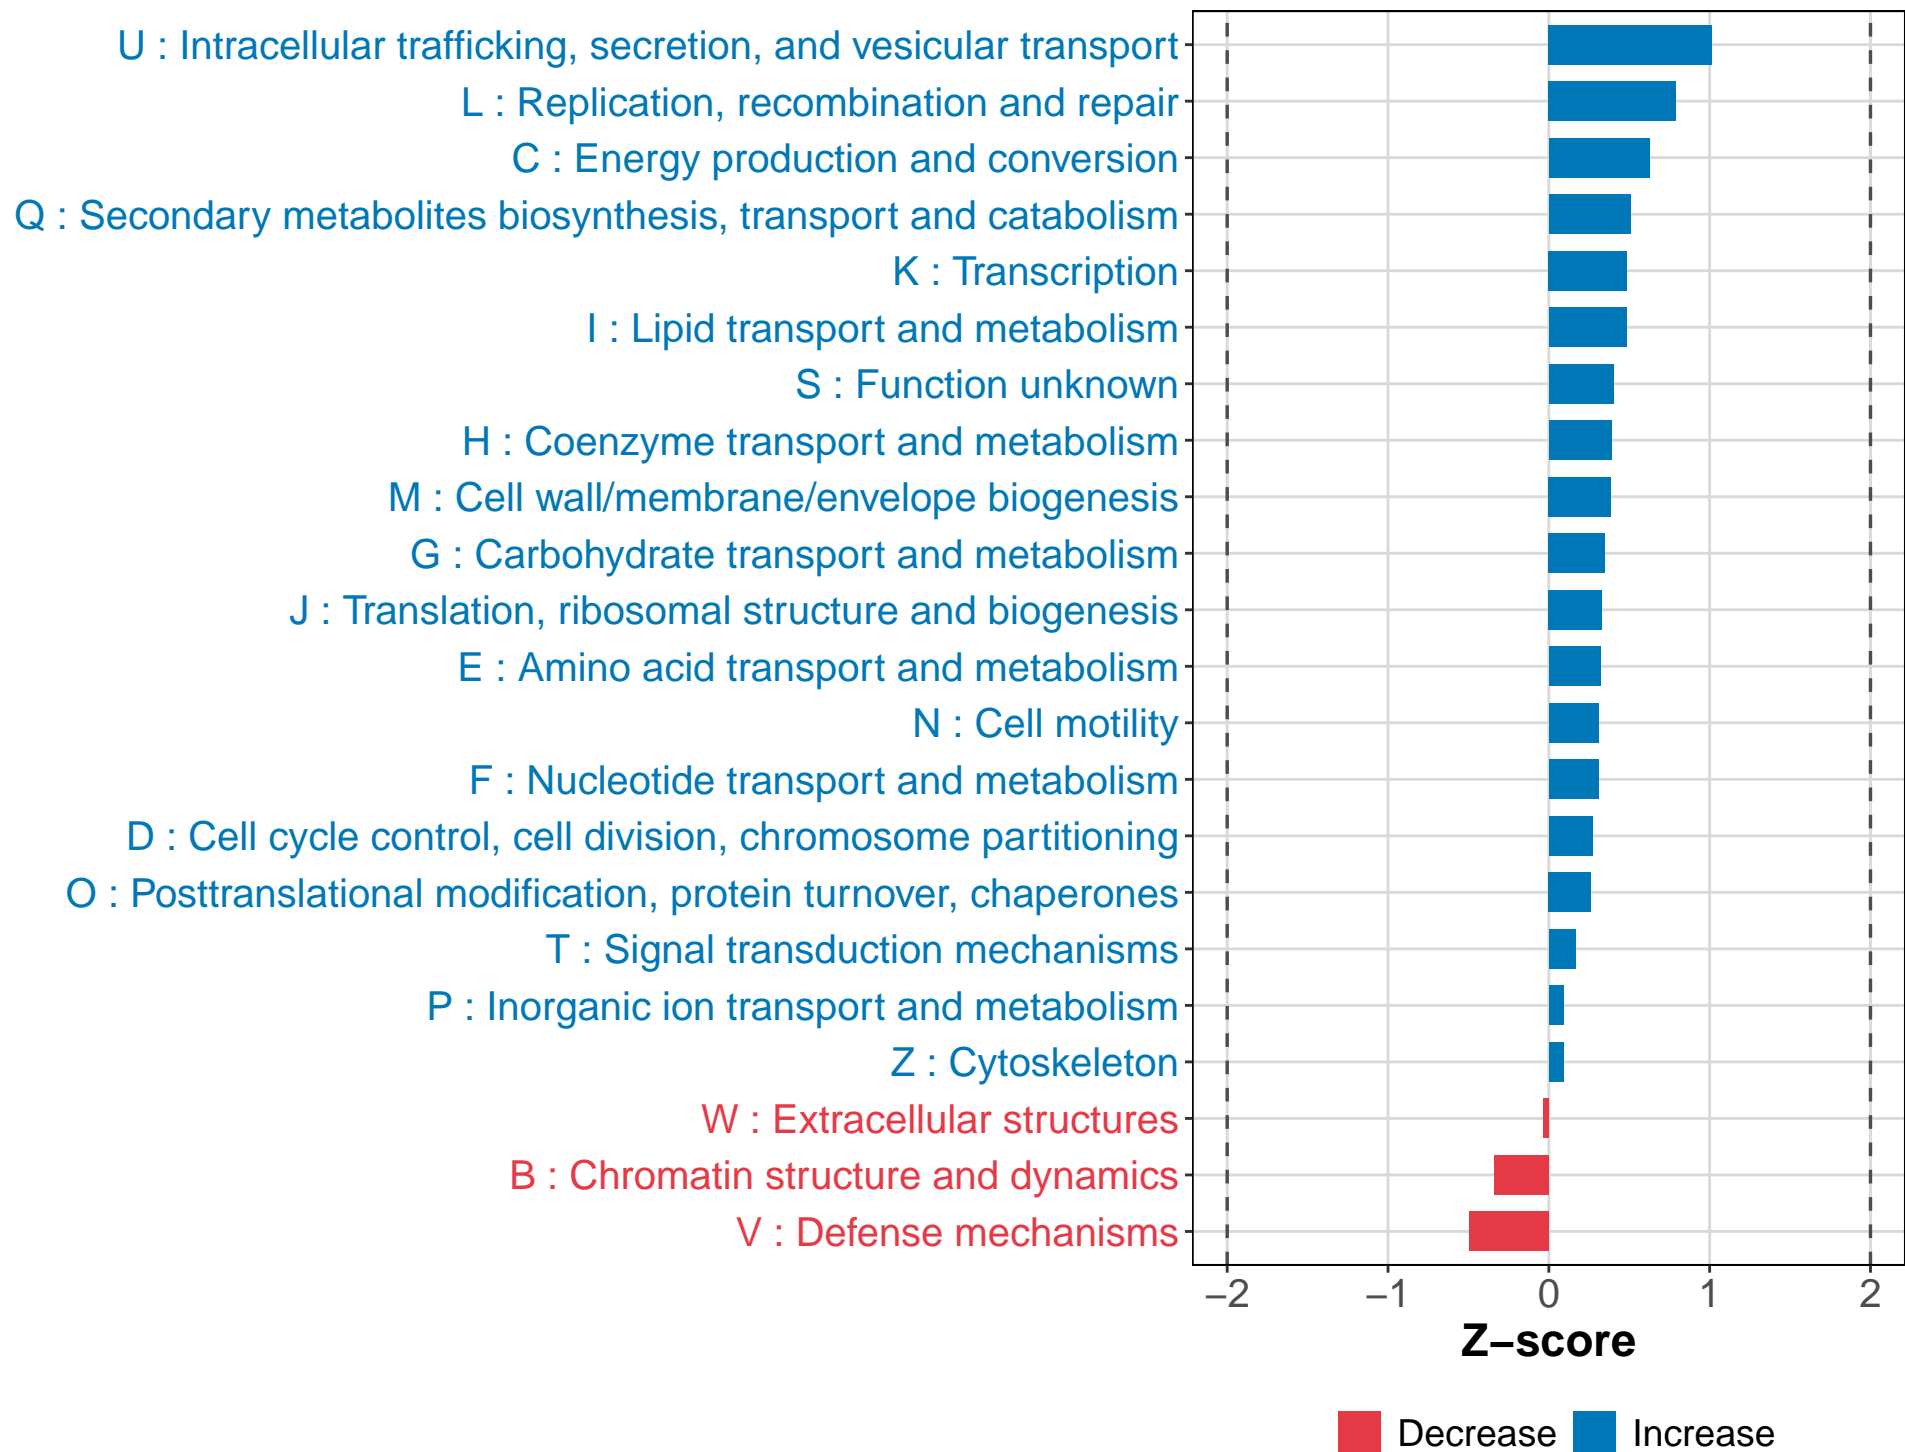 U : Intracellular trafficking, secretion, and vesicular transport
L : Replication, recombination and repair
C : Energy production and conversion
Q : Secondary metabolites biosynthesis, transport and catabolism
K : Transcription
I : Lipid transport and metabolism
S : Function unknown
H : Coenzyme transport and metabolism
M : Cell wall/membrane/envelope biogenesis
G : Carbohydrate transport and metabolism
J : Translation, ribosomal structure and biogenesis
E : Amino acid transport and metabolism
N : Cell motility
F : Nucleotide transport and metabolism
D : Cell cycle control, cell division, chromosome partitioning
O : Posttranslational modification, protein turnover, chaperones
T : Signal transduction mechanisms
P : Inorganic ion transport and metabolism
Z : Cytoskeleton
W : Extracellular structures
B : Chromatin structure and dynamics
V : Defense mechanisms
−2 −1 0 1 2
Z−score
Decrease Increase